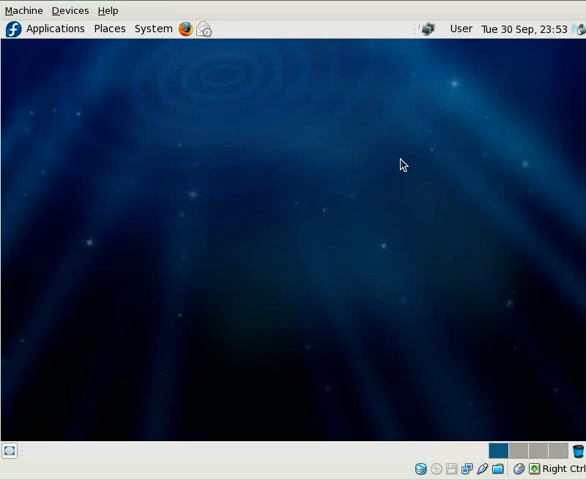 Machine Devices Help
Applications Places System User Tue 30 Sep, 23:53
Right Ctrl